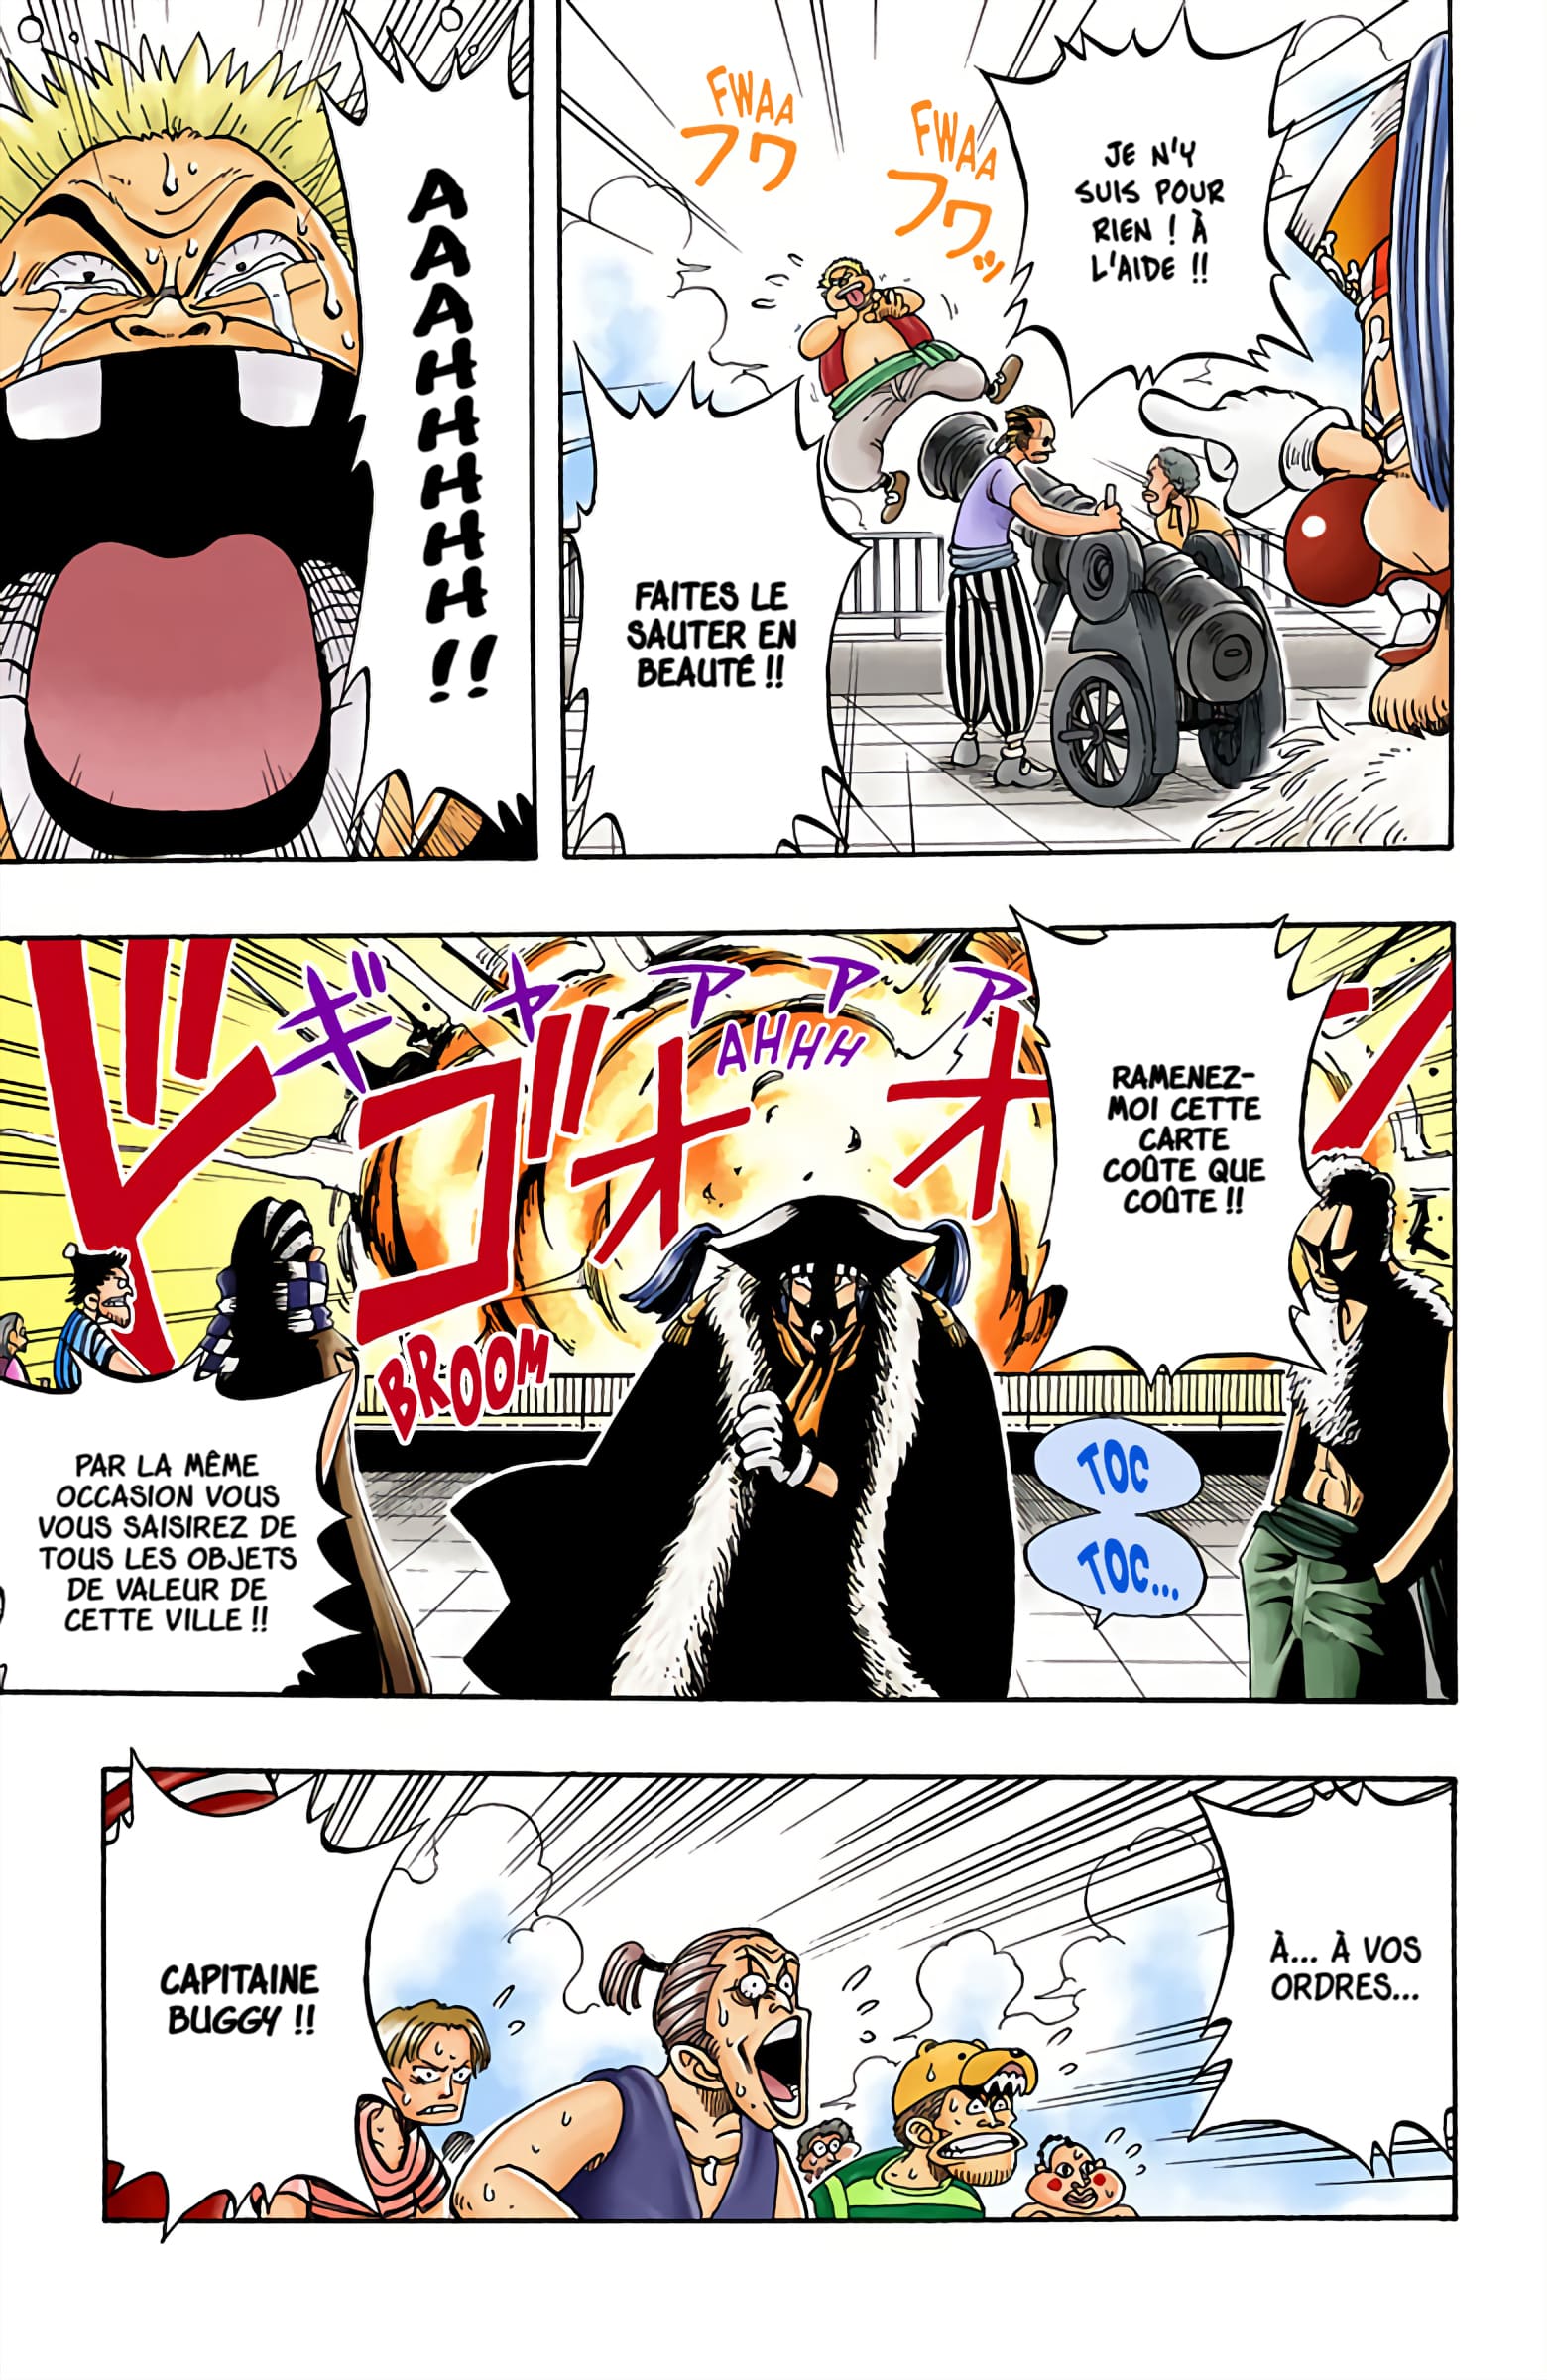 JE N'Y
SUIS POUR
RIEN ! À
L'AIDE !!
FWAA
フワッ
FWAA
フワ
FAITES LE
SAUTER EN
BEAUTÉ !!
AAAHHHHH !!
RAMENEZ-
MOI CETTE
CARTE
COÛTE QUE
COÛTE !!
ギャアアア
AHHH
ドゴオオン
BROOM
TOC
TOC...
PAR LA MÊME
OCCASION VOUS
VOUS SAISIREZ DE
TOUS LES OBJETS
DE VALEUR DE
CETTE VILLE !!
À... À VOS
ORDRES...
CAPITAINE
BUGGY !!